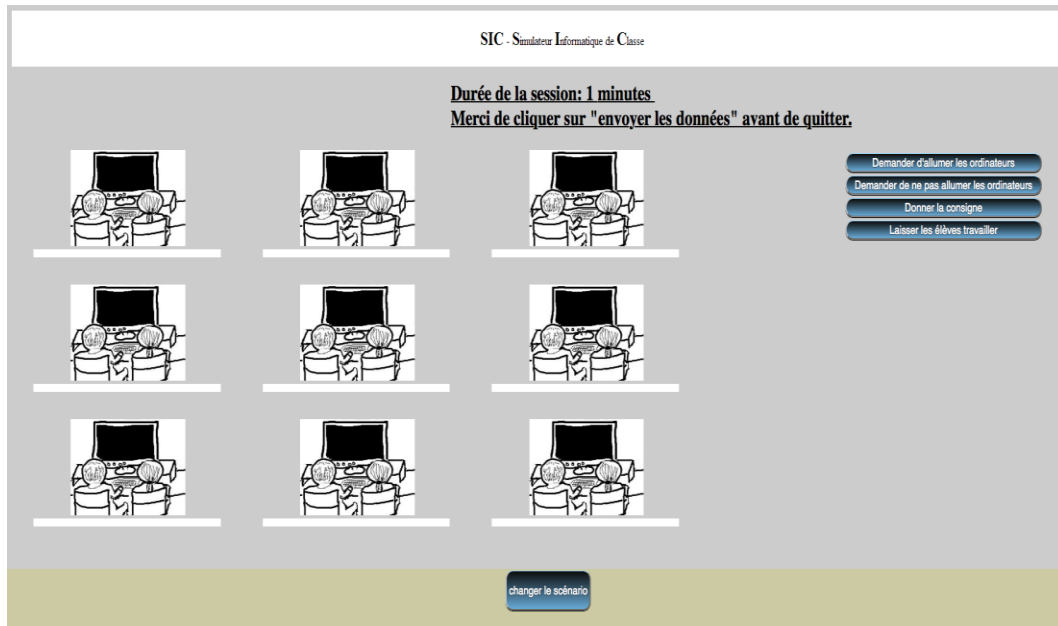 SIC - Simulateur Informatique de Classe
Durée de la session: 1 minutes
Merci de cliquer sur "envoyer les données" avant de quitter.
Demander d'allumer les ordinateurs
Demander de ne pas allumer les ordinateurs
Donner la consigne
Laisser les élèves travailler
changer le scénario